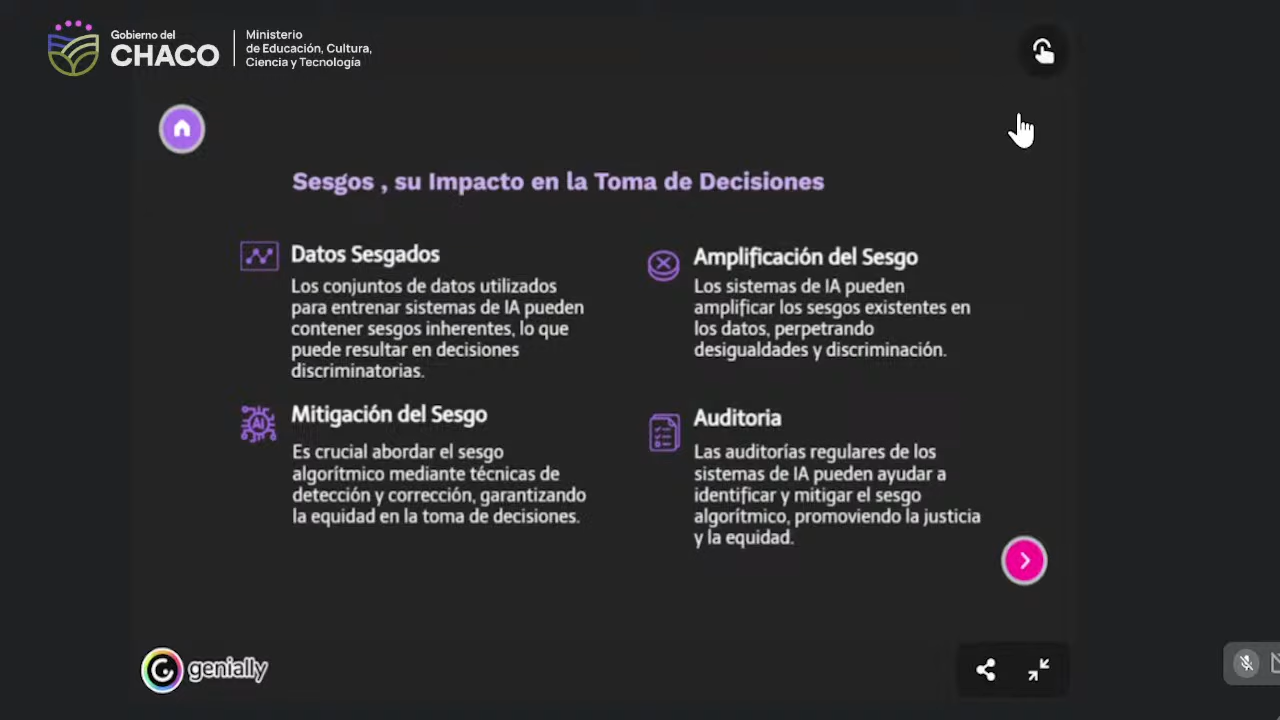 Gobierno del
CHACO
Ministerio
de Educación, Cultura,
Ciencia y Tecnología
Sesgos , su Impacto en la Toma de Decisiones
Datos Sesgados
Los conjuntos de datos utilizados
para entrenar sistemas de IA pueden
contener sesgos inherentes, lo que
puede resultar en decisiones
discriminatorias.
Amplificación del Sesgo
Los sistemas de IA pueden
amplificar los sesgos existentes en
los datos, perpetrando
desigualdades y discriminación.
AI
Mitigación del Sesgo
Es crucial abordar el sesgo
algorítmico mediante técnicas de
detección y corrección, garantizando
la equidad en la toma de decisiones.
Auditoria
Las auditorías regulares de los
sistemas de IA pueden ayudar a
identificar y mitigar el sesgo
algorítmico, promoviendo la justicia
y la equidad.
genially